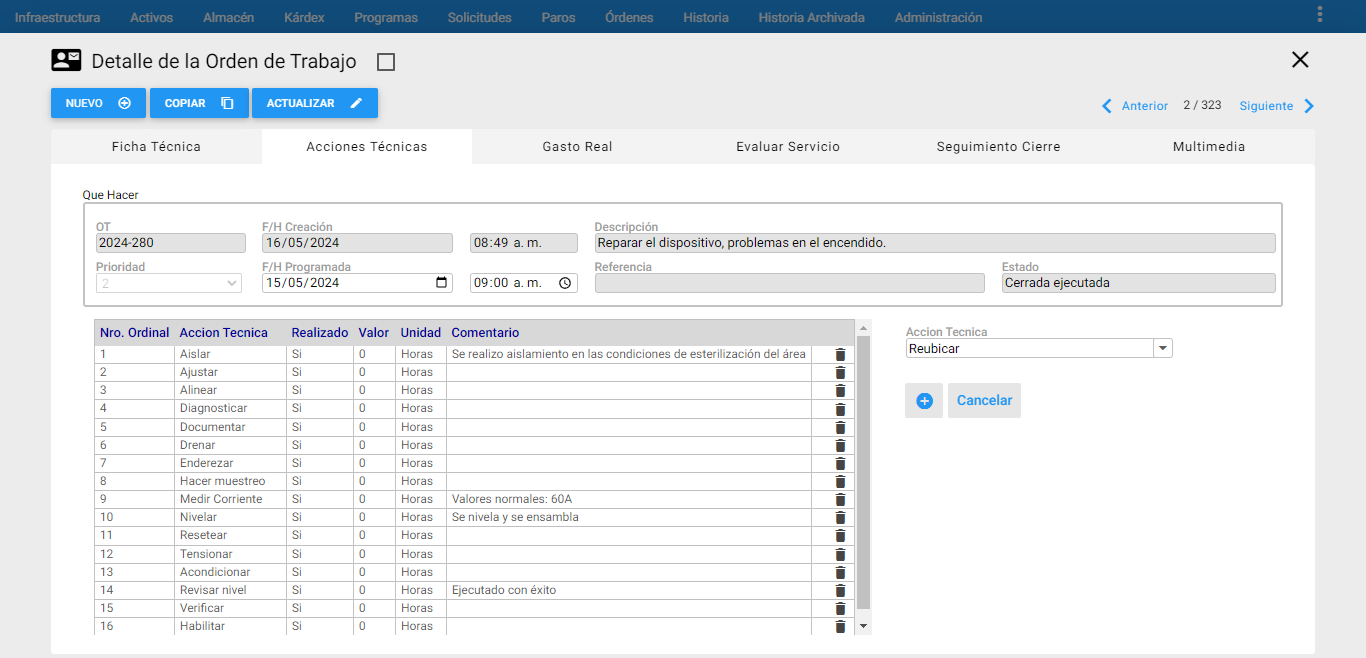 Infraestructura Activos Almacén Kárdex Programas Solicitudes Paros Órdenes Historia Historia Archivada Administración
Detalle de la Orden de Trabajo
NUEVO COPIAR ACTUALIZAR
Anterior 2 / 323 Siguiente
Ficha Técnica Acciones Técnicas Gasto Real Evaluar Servicio Seguimiento Cierre Multimedia
Que Hacer
OT F/H Creación Descripción
2024-280 16/05/2024 08:49 a. m. Reparar el dispositivo, problemas en el encendido.
Prioridad F/H Programada Referencia Estado
2 15/05/2024 09:00 a. m. Cerrada ejecutada
Nro. Ordinal Accion Tecnica Realizado Valor Unidad Comentario
1 Aislar Si 0 Horas Se realizo aislamiento en las condiciones de esterilización del área
2 Ajustar Si 0 Horas
3 Alinear Si 0 Horas
4 Diagnosticar Si 0 Horas
5 Documentar Si 0 Horas
6 Drenar Si 0 Horas
7 Enderezar Si 0 Horas
8 Hacer muestreo Si 0 Horas
9 Medir Corriente Si 0 Horas Valores normales: 60A
10 Nivelar Si 0 Horas Se nivela y se ensambla
11 Resetear Si 0 Horas
12 Tensionar Si 0 Horas
13 Acondicionar Si 0 Horas
14 Revisar nivel Si 0 Horas Ejecutado con éxito
15 Verificar Si 0 Horas
16 Habilitar Si 0 Horas
Accion Tecnica
Reubicar
Cancelar